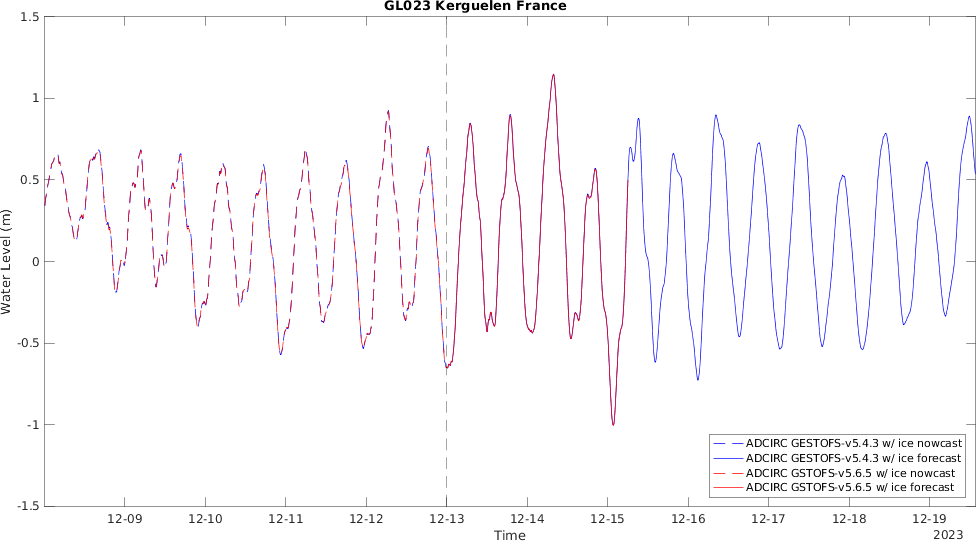 GL023 Kerguelen France
1.5
1
0.5
0
-0.5
-1
-1.5
Water Level (m)
12-09 12-10 12-11 12-12 12-13 12-14 12-15 12-16 12-17 12-18 12-19
Time
2023
ADCIRC GESTOFS-v5.4.3 w/ ice nowcast
ADCIRC GESTOFS-v5.4.3 w/ ice forecast
ADCIRC GSTOFS-v5.6.5 w/ ice nowcast
ADCIRC GSTOFS-v5.6.5 w/ ice forecast